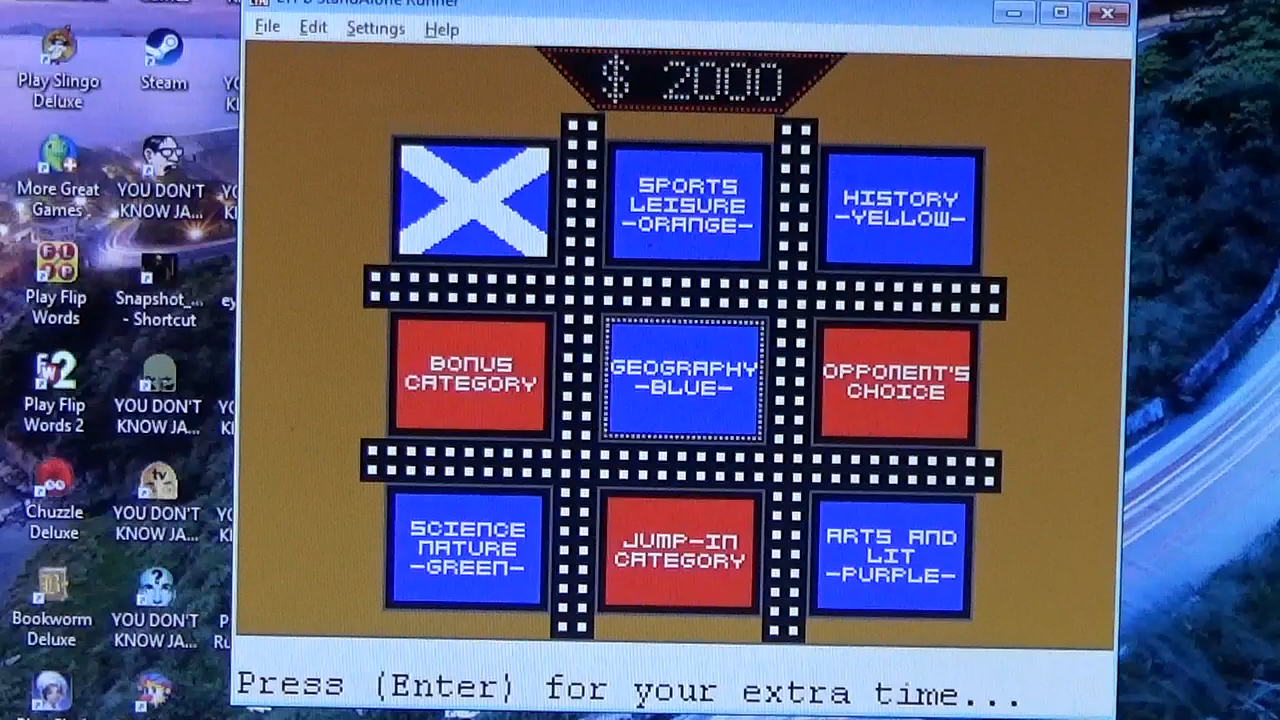 File Edit Settings Help
$ 2000
X
SPORTS
LEISURE
-ORANGE-
HISTORY
-YELLOW-
BONUS
CATEGORY
GEOGRAPHY
-BLUE-
OPPONENT'S
CHOICE
SCIENCE
NATURE
-GREEN-
JUMP-IN
CATEGORY
ARTS AND
LIT
-PURPLE-
Press (Enter) for your extra time...
Play Slingo
Deluxe
Steam
More Great
Games
YOU DON'T
KNOW JA...
Play Flip
Words
Snapshot_...
- Shortcut
Play Flip
Words 2
YOU DON'T
KNOW JA...
Chuzzle
Deluxe
YOU DON'T
KNOW JA...
Bookworm
Deluxe
YOU DON'T
KNOW JA...